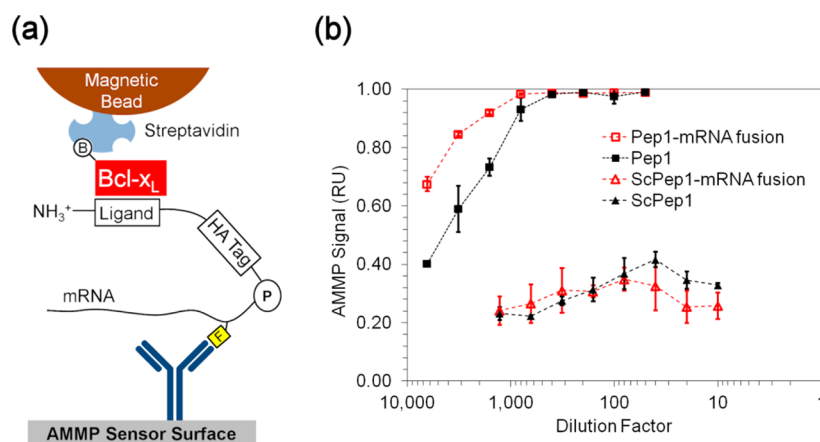 (a)
Magnetic
Bead
Streptavidin
B
Bcl-xL
NH3+
Ligand
HA Tag
mRNA
P
F
AMMP Sensor Surface
(b)
AMMP Signal (RU)
1.00
0.80
0.60
0.40
0.20
0.00
Pep1-mRNA fusion
Pep1
ScPep1-mRNA fusion
ScPep1
10,000 1,000 100 10 1
Dilution Factor